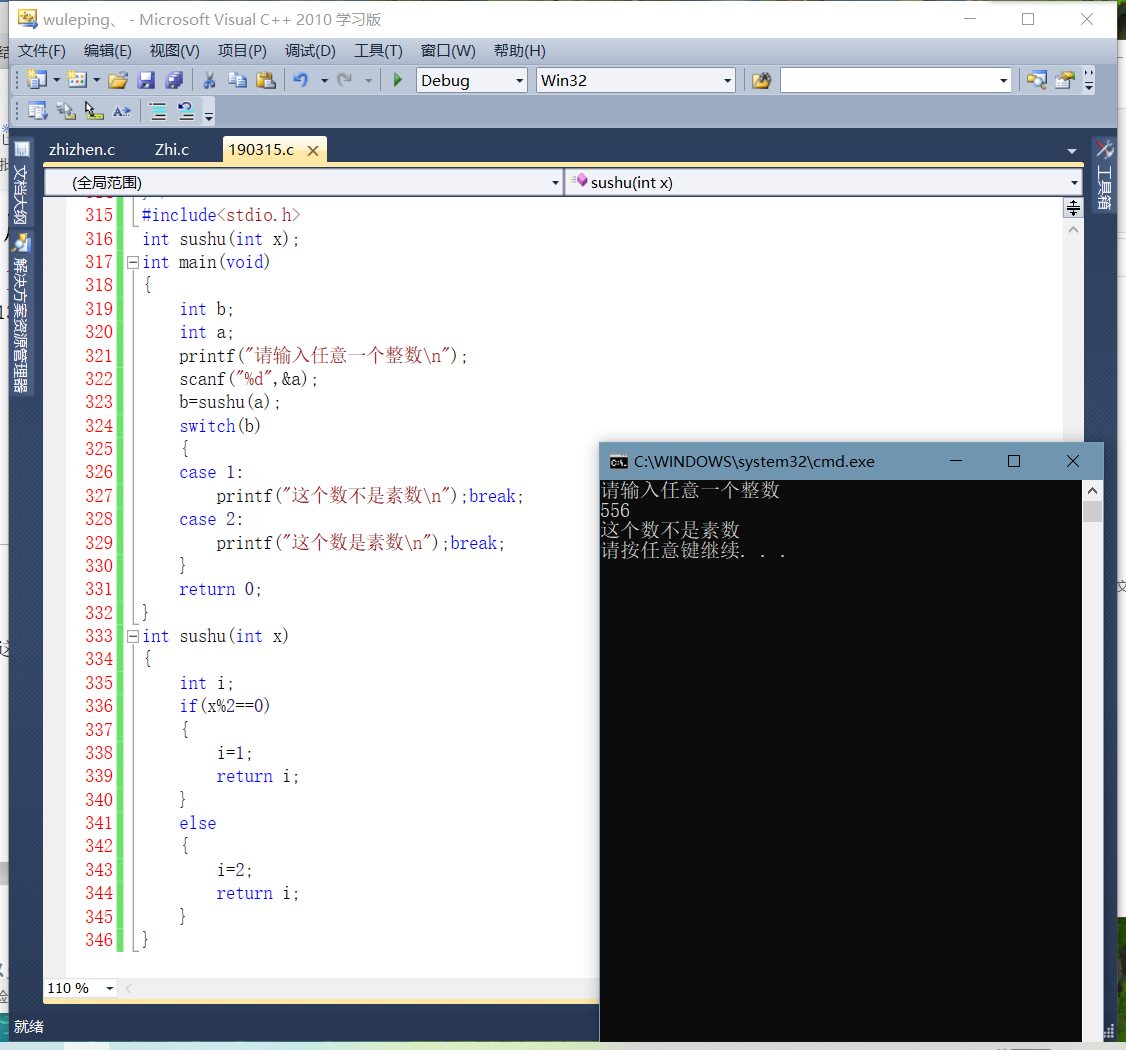 wuleping、 - Microsoft Visual C++ 2010 学习版
文件(F) 编辑(E) 视图(V) 项目(P) 调试(D) 工具(T) 窗口(W) 帮助(H)
Debug Win32
zhizhen.c Zhi.c 190315.c
文档大纲
解决方案资源管理器
工具箱
(全局范围) sushu(int x)
315 #include<stdio.h>
316 int sushu(int x);
317 int main(void)
318 {
319 int b;
320 int a;
321 printf("请输入任意一个整数\n");
322 scanf("%d",&a);
323 b=sushu(a);
324 switch(b)
325 {
326 case 1:
327 printf("这个数不是素数\n");break;
328 case 2:
329 printf("这个数是素数\n");break;
330 }
331 return 0;
332 }
333 int sushu(int x)
334 {
335 int i;
336 if(x%2==0)
337 {
338 i=1;
339 return i;
340 }
341 else
342 {
343 i=2;
344 return i;
345 }
346 }
110 %
就绪
C:\WINDOWS\system32\cmd.exe
请输入任意一个整数
556
这个数不是素数
请按任意键继续. . .